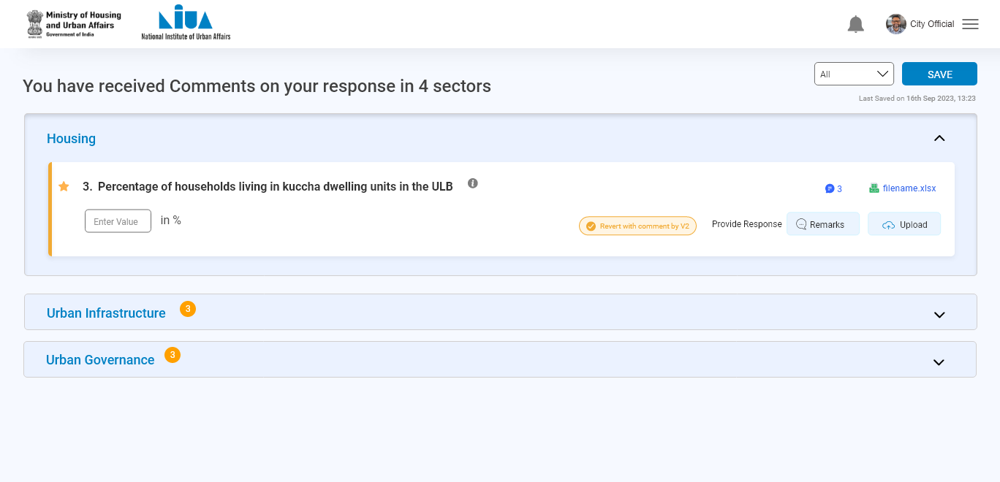 Ministry of Housing
and Urban Affairs
Government of India
NIUA
National Institute of Urban Affairs
City Official
You have received Comments on your response in 4 sectors
All
SAVE
Last Saved on 16th Sep 2023, 13:23
Housing
3. Percentage of households living in kuccha dwelling units in the ULB
3
filename.xlsx
Enter Value
in %
Revert with comment by V2
Provide Response
Remarks
Upload
Urban Infrastructure
3
Urban Governance
3